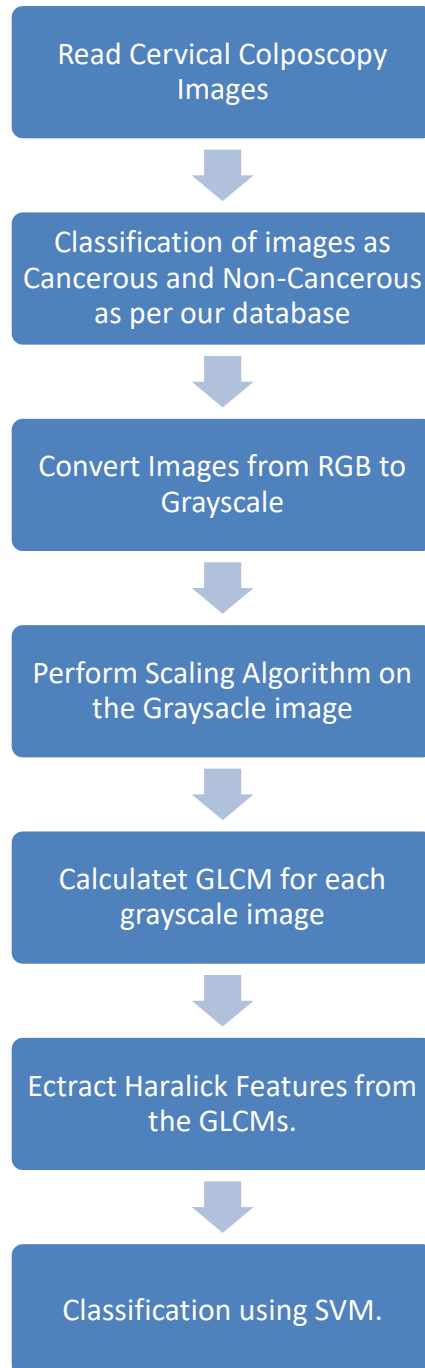 Read Cervical Colposcopy
Images
Classification of images as
Cancerous and Non-Cancerous
as per our database
Convert Images from RGB to
Grayscale
Perform Scaling Algorithm on
the Graysacle image
Calculatet GLCM for each
grayscale image
Ectract Haralick Features from
the GLCMs.
Classification using SVM.